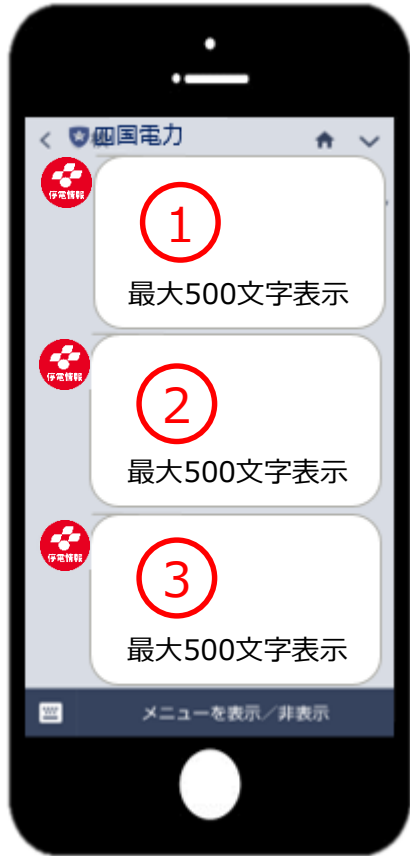 四国電力
停電情報
①
最大500文字表示
停電情報
②
最大500文字表示
停電情報
③
最大500文字表示
メニューを表示／非表示